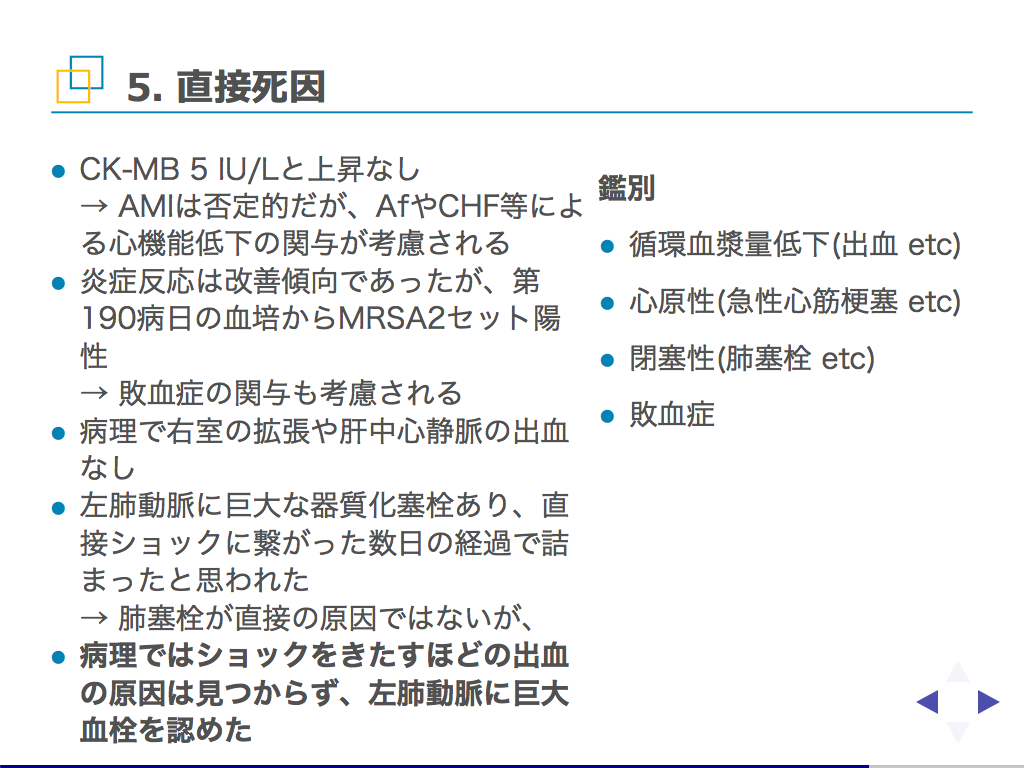 5. 直接死因
CK-MB 5 IU/Lと上昇なし
→ AMIは否定的だが、AfやCHF等によ
る心機能低下の関与が考慮される
炎症反応は改善傾向であったが、第
190病日の血培からMRSA2セット陽
性
→ 敗血症の関与も考慮される
病理で右室の拡張や肝中心静脈の出血
なし
左肺動脈に巨大な器質化塞栓あり、直
接ショックに繋がった数日の経過で詰
まったと思われた
→ 肺塞栓が直接の原因ではないが、
病理ではショックをきたすほどの出血
の原因は見つからず、左肺動脈に巨大
血栓を認めた
鑑別
循環血漿量低下(出血 etc)
心原性(急性心筋梗塞 etc)
閉塞性(肺塞栓 etc)
敗血症